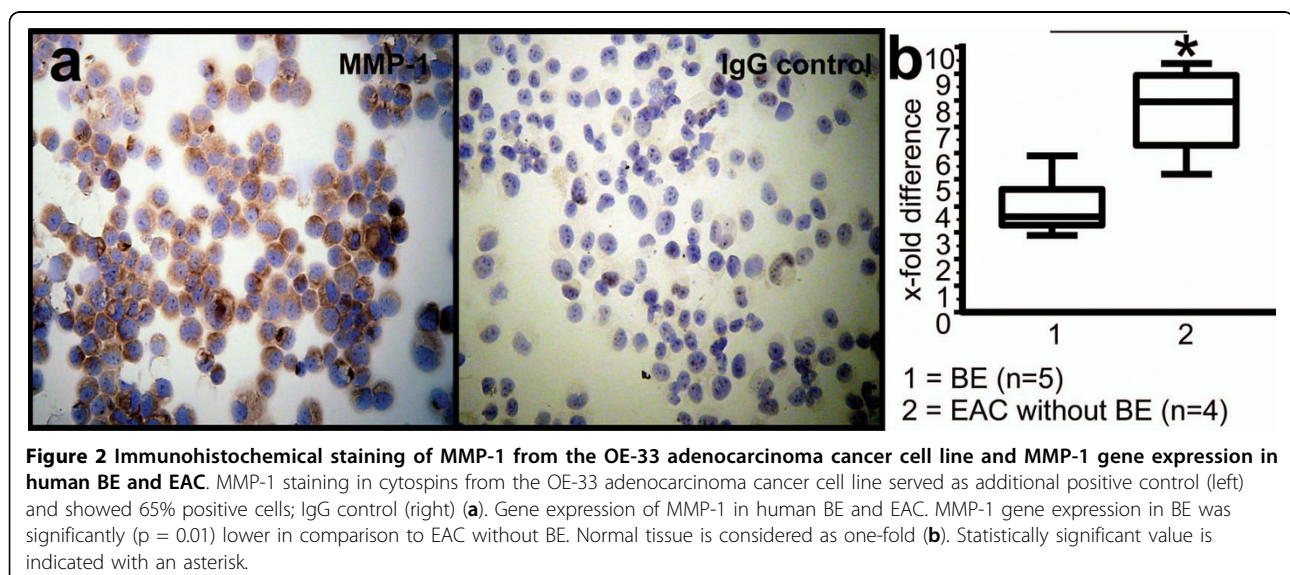 a
MMP-1
IgG control
b
*
10
9
8
7
6
5
4
3
2
1
0
x-fold difference
1 2
1 = BE (n=5)
2 = EAC without BE (n=4)
Figure 2 Immunohistochemical staining of MMP-1 from the OE-33 adenocarcinoma cancer cell line and MMP-1 gene expression in
human BE and EAC. MMP-1 staining in cytospins from the OE-33 adenocarcinoma cancer cell line served as additional positive control (left)
and showed 65% positive cells; IgG control (right) (a). Gene expression of MMP-1 in human BE and EAC. MMP-1 gene expression in BE was
significantly (p = 0.01) lower in comparison to EAC without BE. Normal tissue is considered as one-fold (b). Statistically significant value is
indicated with an asterisk.